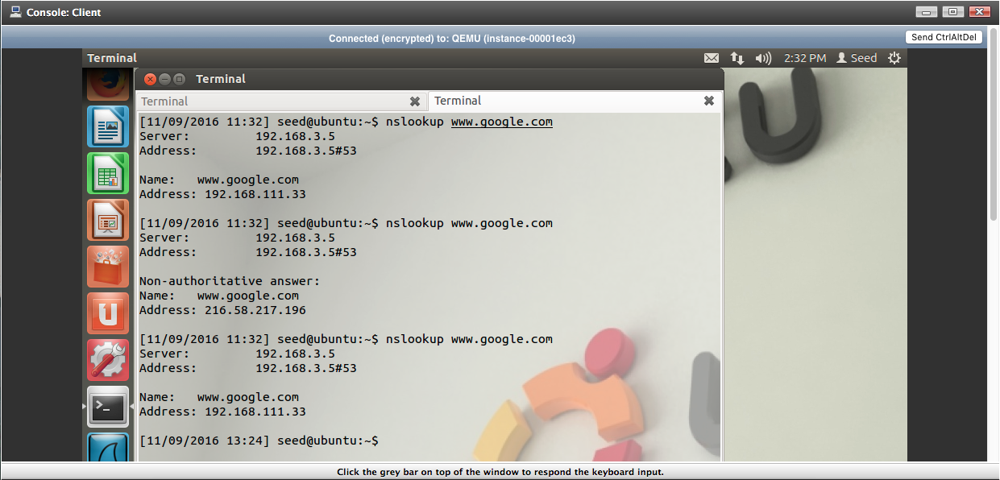 Console: Client
Connected (encrypted) to: QEMU (instance-00001ec3)
Send CtrlAltDel
Terminal
2:32 PM Seed
Terminal
Terminal
Terminal
[11/09/2016 11:32] seed@ubuntu:~$ nslookup www.google.com
Server: 192.168.3.5
Address: 192.168.3.5#53
Name: www.google.com
Address: 192.168.111.33
[11/09/2016 11:32] seed@ubuntu:~$ nslookup www.google.com
Server: 192.168.3.5
Address: 192.168.3.5#53
Non-authoritative answer:
Name: www.google.com
Address: 216.58.217.196
[11/09/2016 11:32] seed@ubuntu:~$ nslookup www.google.com
Server: 192.168.3.5
Address: 192.168.3.5#53
Name: www.google.com
Address: 192.168.111.33
[11/09/2016 13:24] seed@ubuntu:~$
Click the grey bar on top of the window to respond the keyboard input.